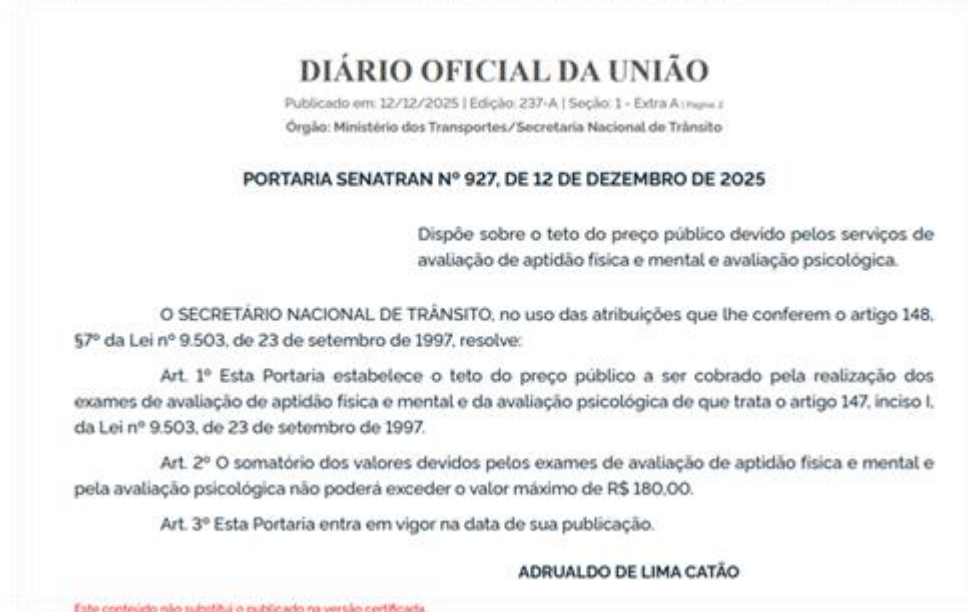 DIÁRIO OFICIAL DA UNIÃO
Publicado em: 12/12/2025 | Edição: 237-A | Seção: 1 - Extra A | Página: 2
Órgão: Ministério dos Transportes/Secretaria Nacional de Trânsito
PORTARIA SENATRAN Nº 927, DE 12 DE DEZEMBRO DE 2025
Dispõe sobre o teto do preço público devido pelos serviços de
avaliação de aptidão física e mental e avaliação psicológica.
O SECRETÁRIO NACIONAL DE TRÂNSITO, no uso das atribuições que lhe conferem o artigo 148,
§7º da Lei nº 9.503, de 23 de setembro de 1997, resolve:
Art. 1º Esta Portaria estabelece o teto do preço público a ser cobrado pela realização dos
exames de avaliação de aptidão física e mental e da avaliação psicológica de que trata o artigo 147, inciso I,
da Lei nº 9.503, de 23 de setembro de 1997.
Art. 2º O somatório dos valores devidos pelos exames de avaliação de aptidão física e mental e
pela avaliação psicológica não poderá exceder o valor máximo de R$ 180,00.
Art. 3º Esta Portaria entra em vigor na data de sua publicação.
ADRUALDO DE LIMA CATÃO
Este conteúdo não substitui o publicado na versão certificada.